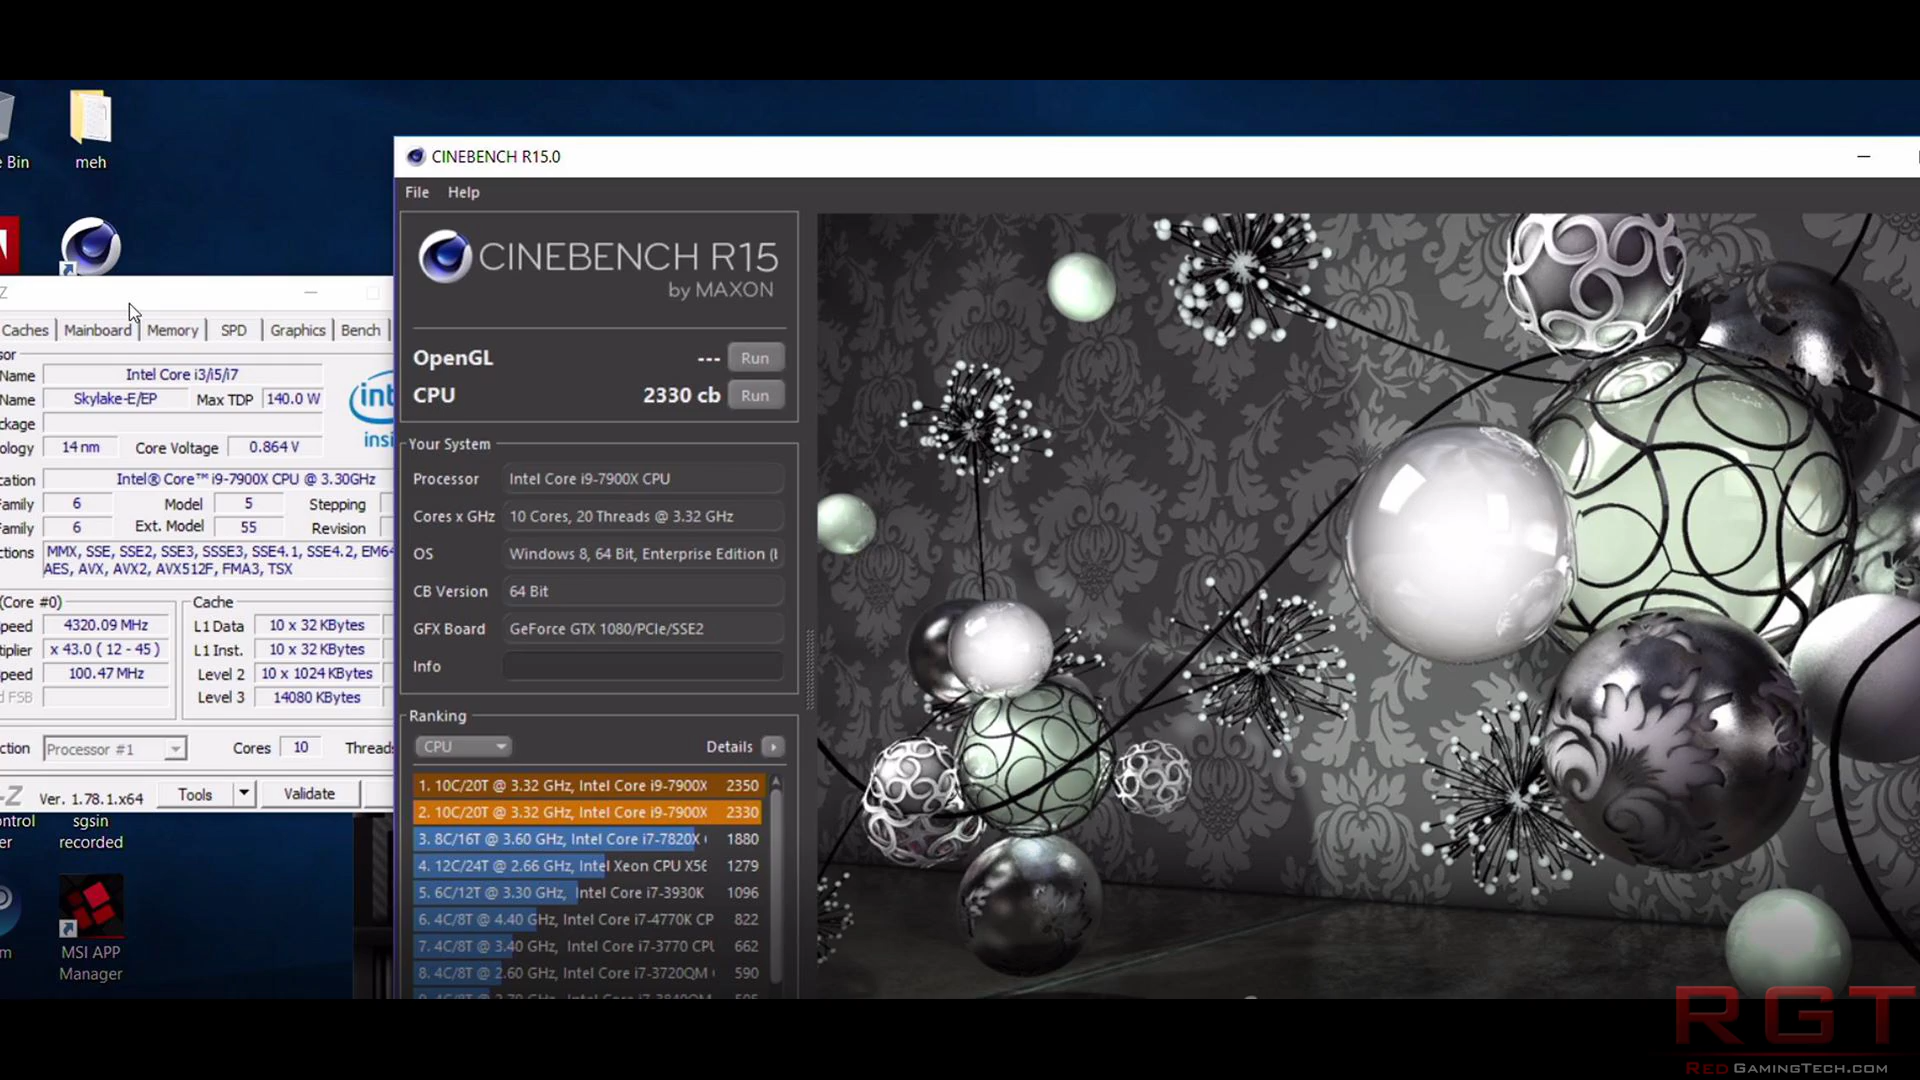 e Bin
meh
Z
Caches
Mainboard
Memory
SPD
Graphics
Bench
sor
Name
Intel Core i3/i5/i7
Name
Skylake-E/EP
Max TDP
140.0 W
ckage
ology
14 nm
Core Voltage
0.864 V
cation
Intel® Core™ i9-7900X CPU @ 3.30GHz
Family
6
Model
5
Stepping
Family
6
Ext. Model
55
Revision
ctions
MMX, SSE, SSE2, SSE3, SSSE3, SSE4.1, SSE4.2, EM64
AES, AVX, AVX2, AVX512F, FMA3, TSX
(Core #0)
Cache
peed
4320.09 MHz
L1 Data
10 x 32 KBytes
iplier
x 43.0 ( 12 - 45 )
L1 Inst.
10 x 32 KBytes
peed
100.47 MHz
Level 2
10 x 1024 KBytes
d FSB
Level 3
14080 KBytes
ction
Processor #1
Cores
10
Threads
-Z
Ver. 1.78.1.x64
Tools
Validate
int
insi
ontrol
er
sgsin
recorded
m
MSI APP
Manager
CINEBENCH R15.0
File Help
CINEBENCH R15
by MAXON
OpenGL --- Run
CPU 2330 cb Run
Your System
Processor Intel Core i9-7900X CPU
Cores x GHz 10 Cores, 20 Threads @ 3.32 GHz
OS Windows 8, 64 Bit, Enterprise Edition (
CB Version 64 Bit
GFX Board GeForce GTX 1080/PCIe/SSE2
Info
Ranking
CPU Details
1. 10C/20T @ 3.32 GHz, Intel Core i9-7900X 2350
2. 10C/20T @ 3.32 GHz, Intel Core i9-7900X 2330
3. 8C/16T @ 3.60 GHz, Intel Core i7-7820X 1880
4. 12C/24T @ 2.66 GHz, Intel Xeon CPU X56 1279
5. 6C/12T @ 3.30 GHz, Intel Core i7-3930K 1096
6. 4C/8T @ 4.40 GHz, Intel Core i7-4770K CP 822
7. 4C/8T @ 3.40 GHz, Intel Core i7-3770 CPU 662
8. 4C/8T @ 2.60 GHz, Intel Core i7-3720QM 590
RGT
REDGAMINGTECH.COM